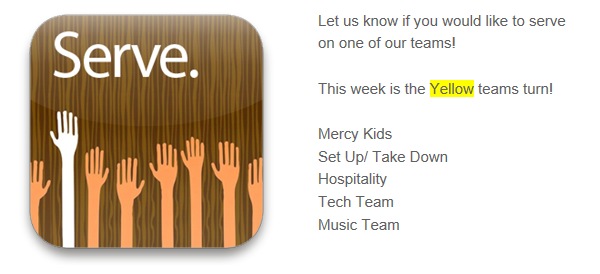 Serve.
Let us know if you would like to serve
on one of our teams!
This week is the Yellow teams turn!
Mercy Kids
Set Up/ Take Down
Hospitality
Tech Team
Music Team